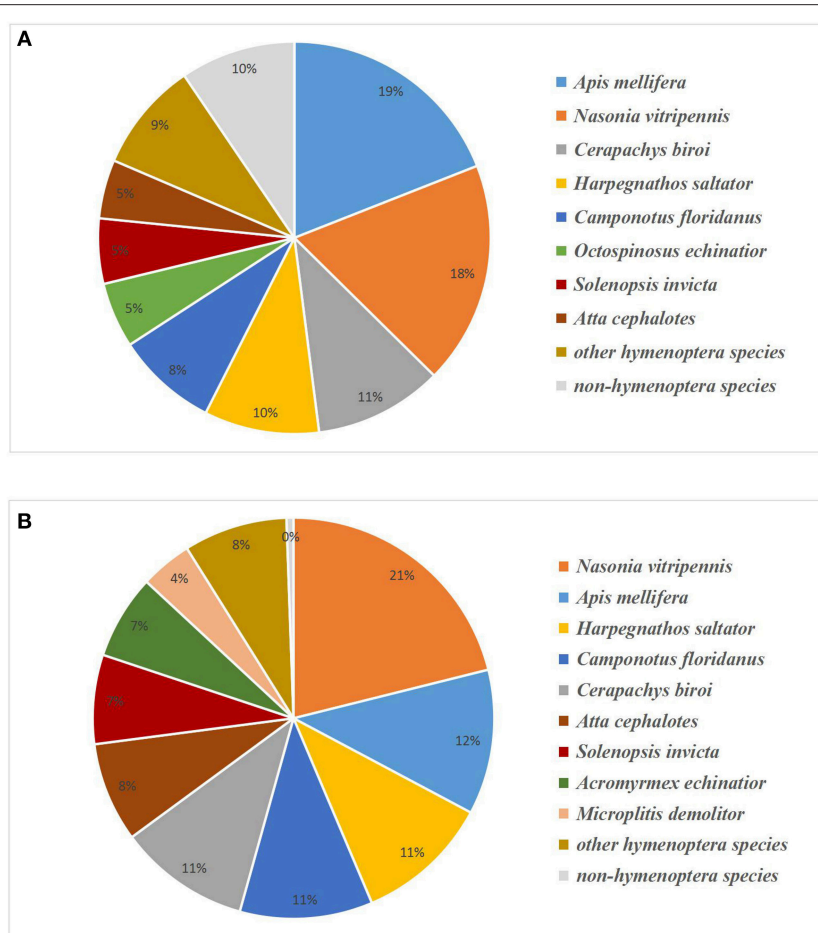 A
19%
18%
11%
10%
8%
5%
5%
5%
9%
10%
Apis mellifera
Nasonia vitripennis
Cerapachys biroi
Harpegnathos saltator
Camponotus floridanus
Octospinosus echinatior
Solenopsis invicta
Atta cephalotes
other hymenoptera species
non-hymenoptera species
B
21%
12%
11%
11%
11%
8%
7%
7%
4%
8%
0%
Nasonia vitripennis
Apis mellifera
Harpegnathos saltator
Camponotus floridanus
Cerapachys biroi
Atta cephalotes
Solenopsis invicta
Acromyrmex echinatior
Microplitis demolitor
other hymenoptera species
non-hymenoptera species